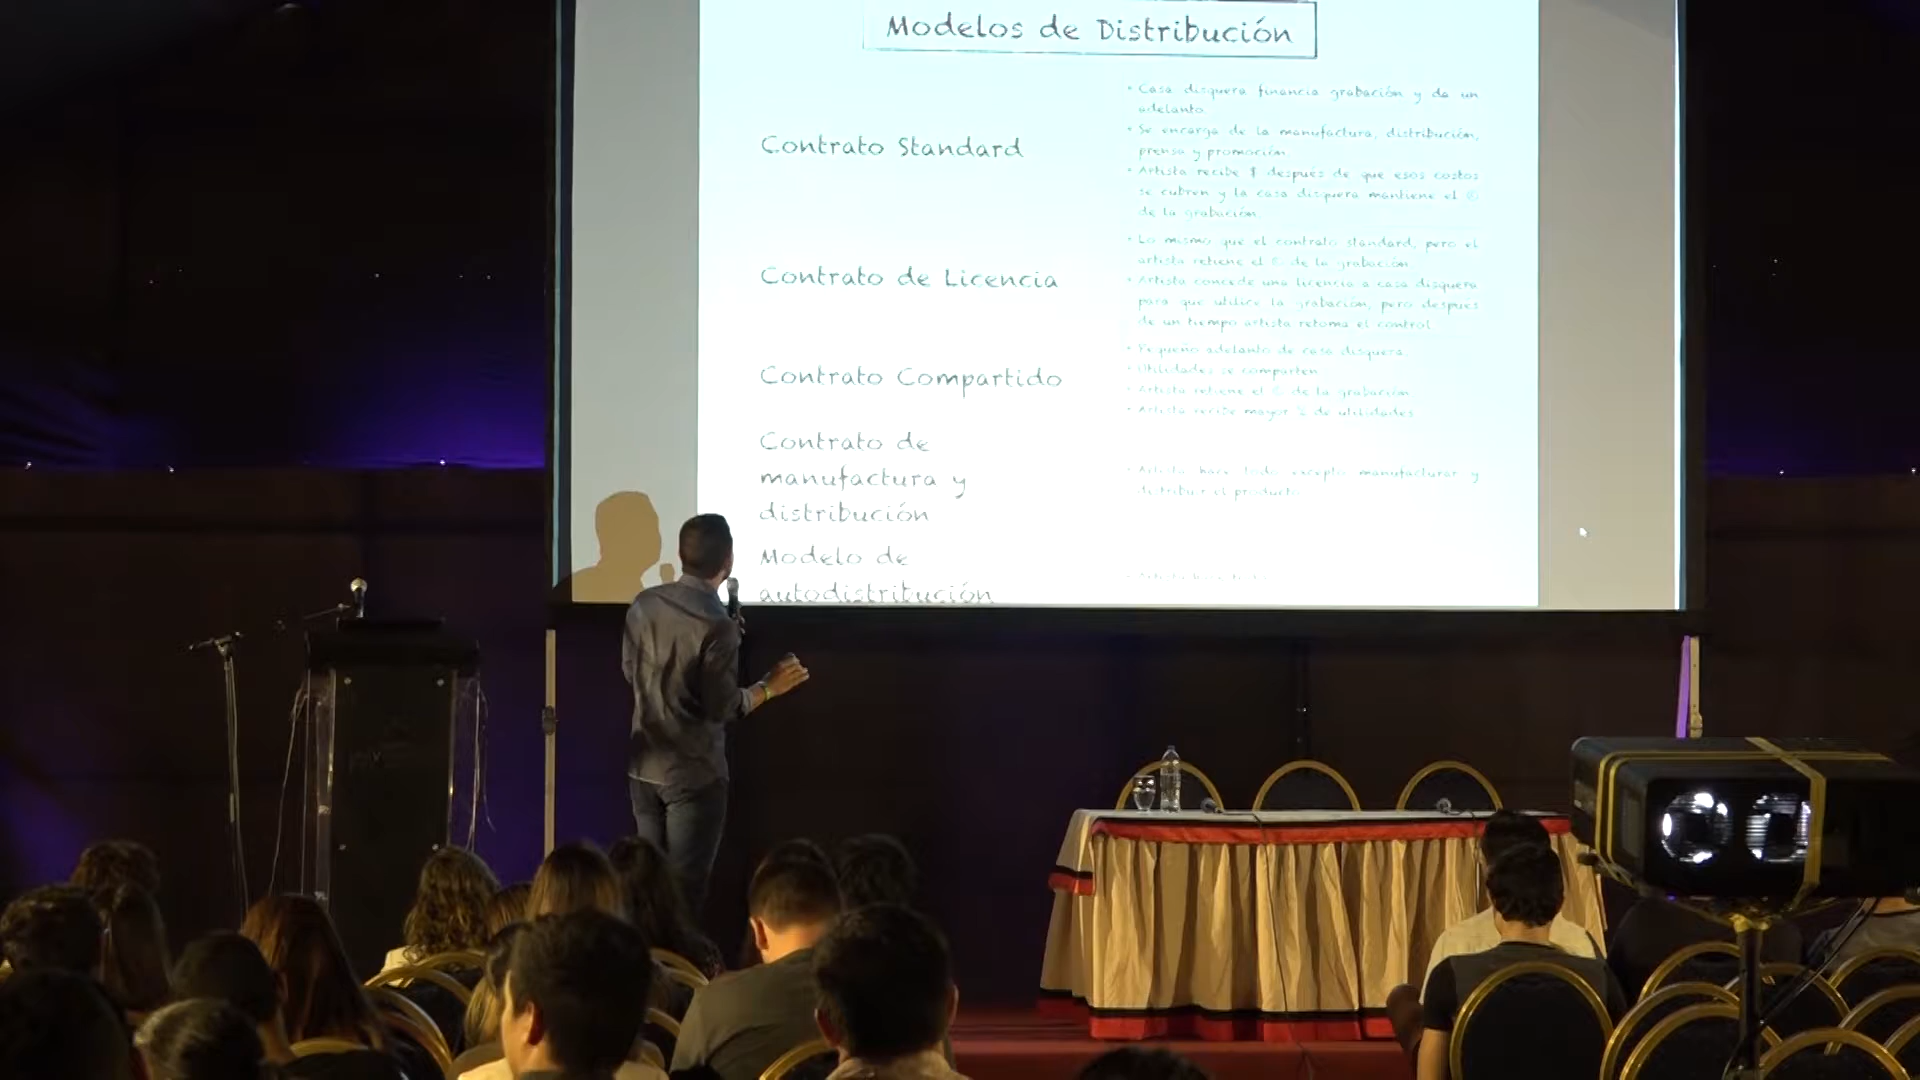 Modelos de Distribución
Contrato Standard
• Casa disquera financia grabación y da un
adelanto.
• Se encarga de la manufactura, distribución,
prensa y promoción.
• Artista recibe $ después de que esos costos
se cubren y la casa disquera mantiene el ©
de la grabación.
Contrato de Licencia
• Lo mismo que el contrato standard, pero el
artista retiene el © de la grabación.
• Artista concede una licencia a casa disquera
para que utilice la grabación, pero después
de un tiempo artista retoma el control.
Contrato Compartido
• Pequeño adelanto de casa disquera
• Utilidades se comparten
• Artista retiene el © de la grabación
• Artista recibe mayor % de utilidades
Contrato de
manufactura y
distribución
• Artista hace todo excepto manufacturar y
distribuir el producto.
Modelo de
autodistribución
• Artista hace todo